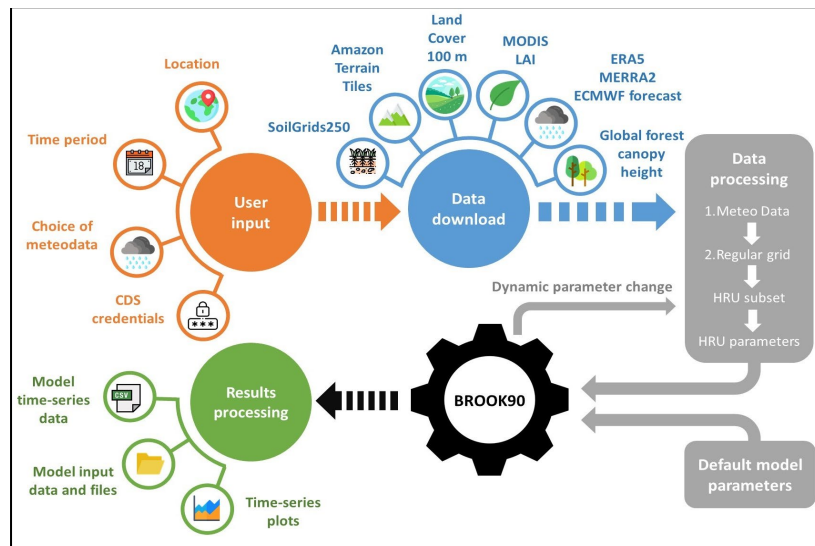 Location
Time period
18
Choice of
meteodata
CDS
credentials
***
User
input
SoilGrids250
Amazon
Terrain
Tiles
Land
Cover
100 m
MODIS
LAI
ERA5
MERRA2
ECMWF forecast
Global forest
canopy
height
Data
download
Data
processing
1.Meteo Data
2.Regular grid
HRU subset
HRU parameters
Dynamic parameter change
BROOK90
Default model
parameters
Results
processing
Model
time-series
data
CSV
Model input
data and files
Time-series
plots